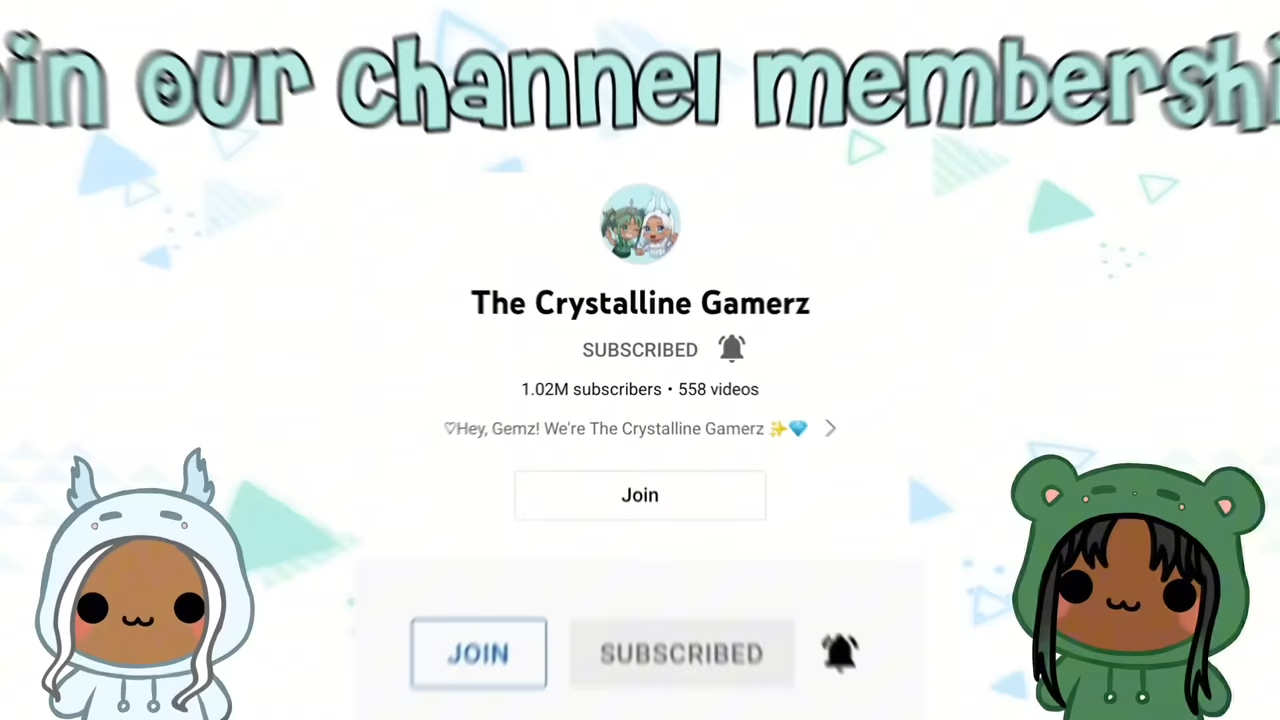 oin our channel membershi
The Crystalline Gamerz
SUBSCRIBED
1.02M subscribers • 558 videos
♡Hey, Gemz! We're The Crystalline Gamerz ✨💎
Join
JOIN SUBSCRIBED